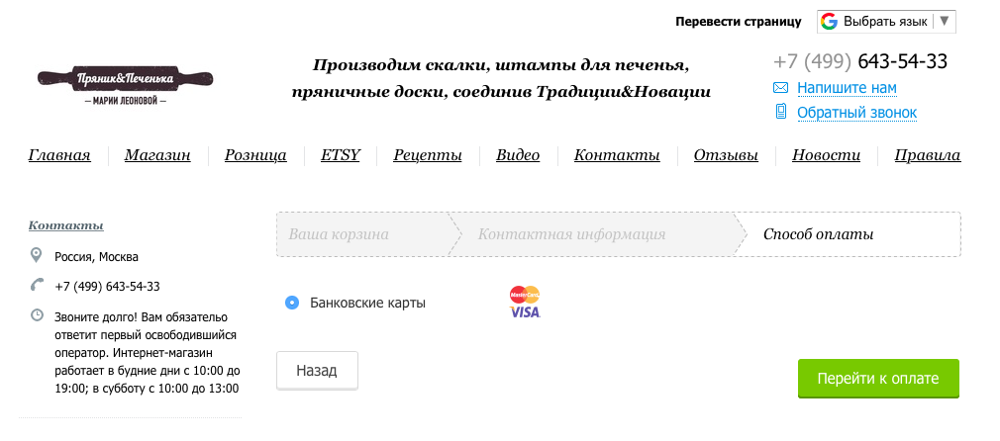 Перевести страницу
Выбрать язык ▼
Пряник&Печенька
— МАРИИ ЛЕОНОВОЙ —
Производим скалки, штампы для печенья,
пряничные доски, соединив Традиции&Новации
+7 (499) 643-54-33
Напишите нам
Обратный звонок
Главная Магазин Розница ETSY Рецепты Видео Контакты Отзывы Новости Правила
Контакты
Россия, Москва
+7 (499) 643-54-33
Звоните долго! Вам обязательо
ответит первый освободившийся
оператор. Интернет-магазин
работает в будние дни с 10:00 до
19:00; в субботу с 10:00 до 13:00
Ваша корзина Контактная информация Способ оплаты
Банковские карты
MasterCard
VISA
Назад
Перейти к оплате